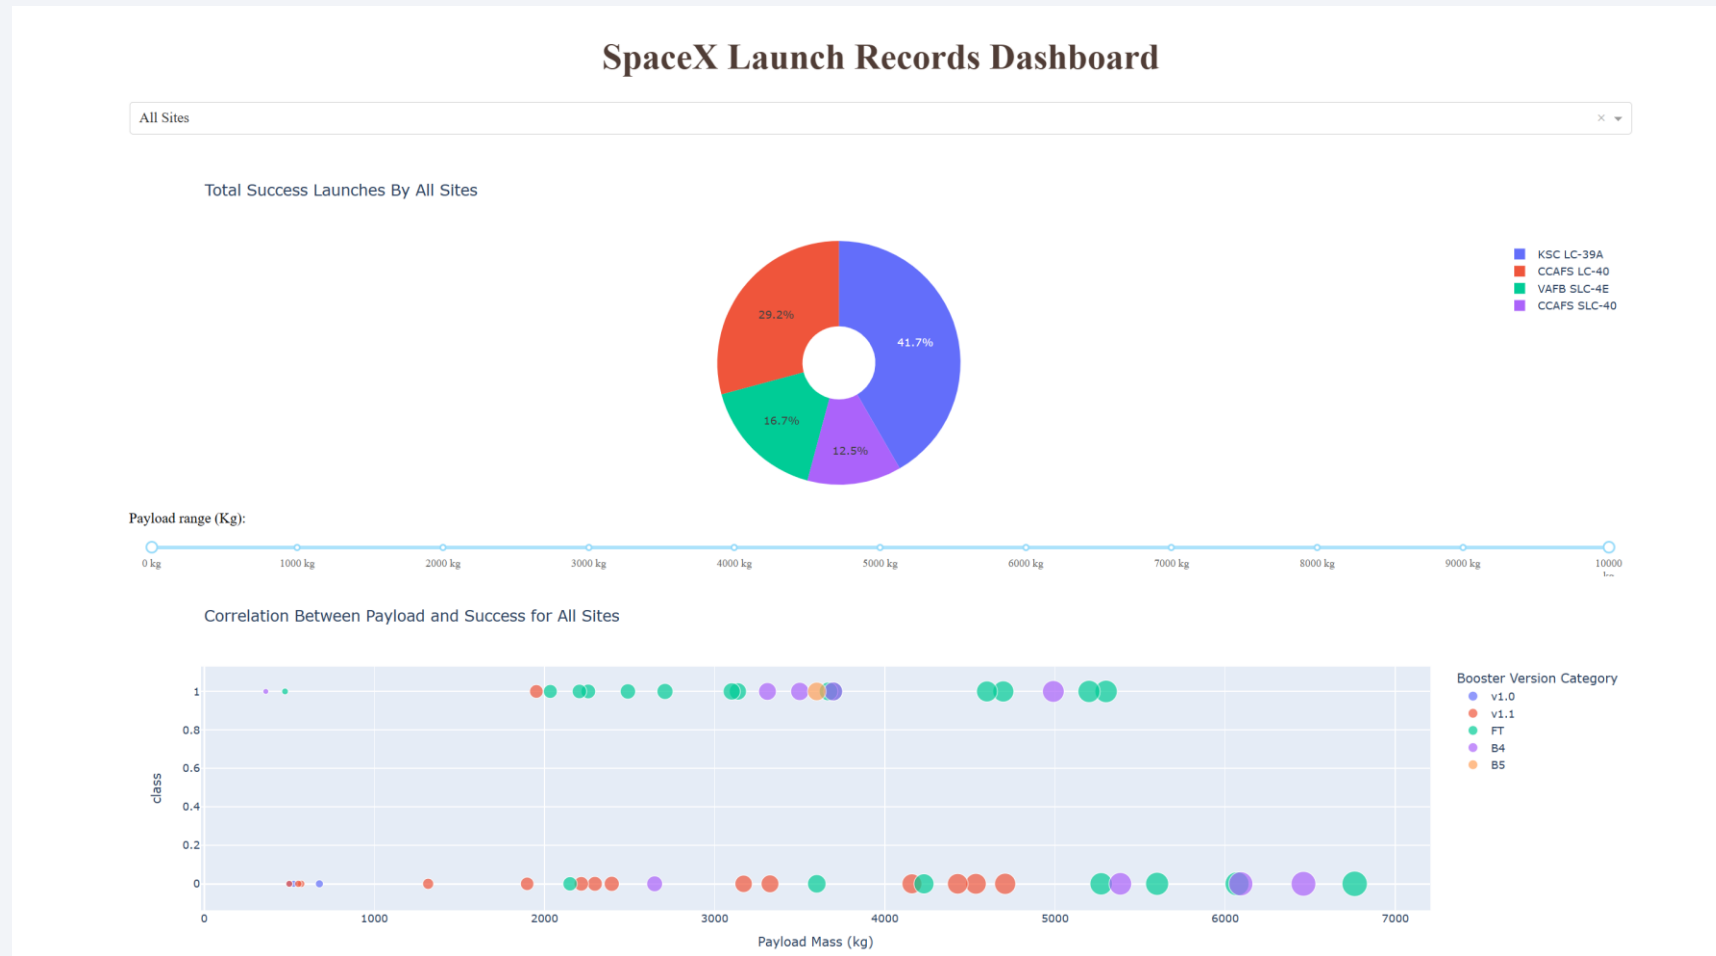 SpaceX Launch Records Dashboard
All Sites
×
Total Success Launches By All Sites
KSC LC-39A
CCAFS LC-40
VAFB SLC-4E
CCAFS SLC-40
29.2%
41.7%
16.7%
12.5%
Payload range (Kg):
0 kg 1000 kg 2000 kg 3000 kg 4000 kg 5000 kg 6000 kg 7000 kg 8000 kg 9000 kg 10000
Correlation Between Payload and Success for All Sites
Booster Version Category
v1.0
v1.1
FT
B4
B5
class
1
0.8
0.6
0.4
0.2
0
0 1000 2000 3000 4000 5000 6000 7000
Payload Mass (kg)